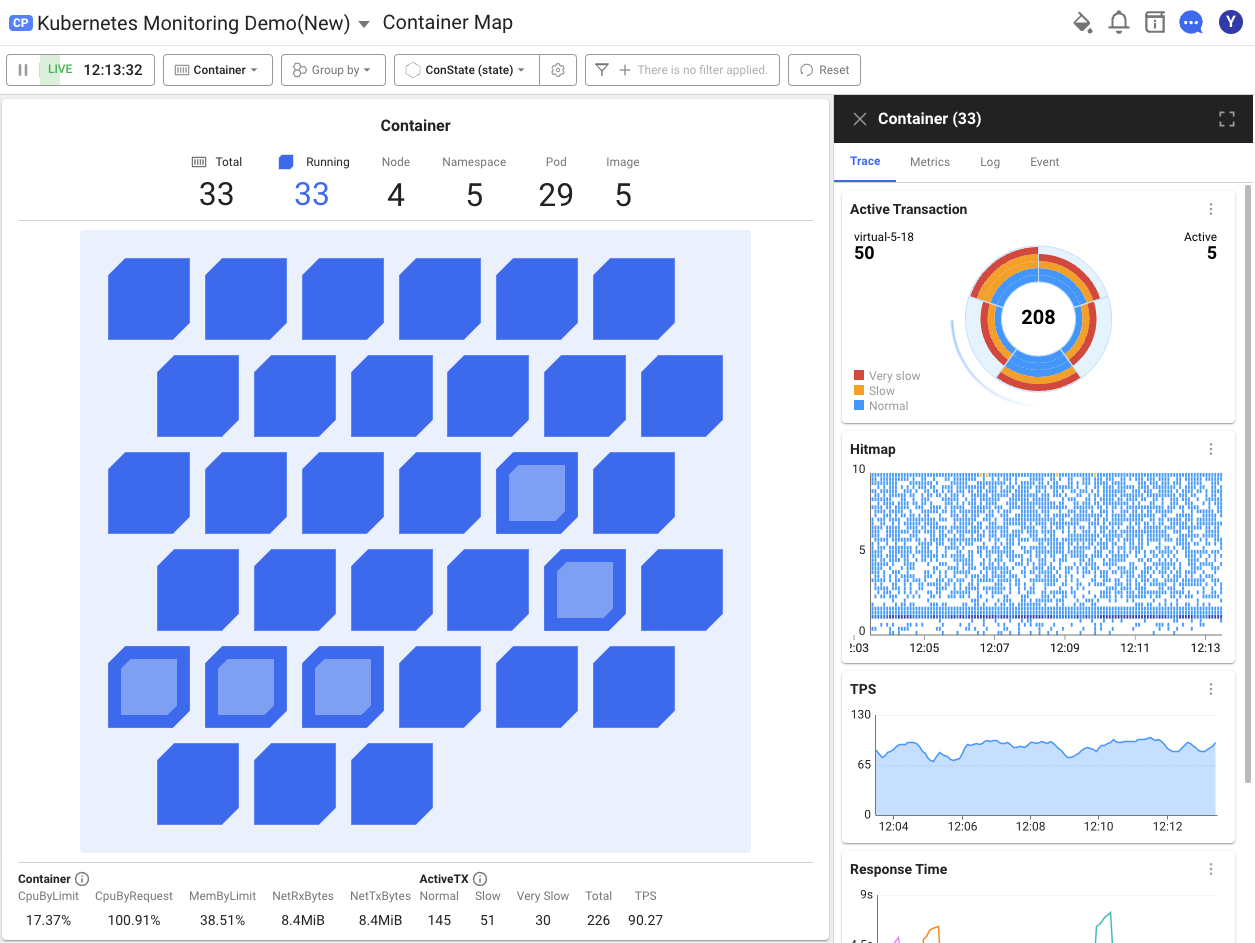 CP Kubernetes Monitoring Demo(New) Container Map Y
LIVE 12:13:32 Container Group by ConState (state) There is no filter applied. Reset
Container
Total Running Node Namespace Pod Image
33 33 4 5 29 5
Container ActiveTX
CpuByLimit CpuByRequest MemByLimit NetRxBytes NetTxBytes Normal Slow Very Slow Total TPS
17.37% 100.91% 38.51% 8.4MiB 8.4MiB 145 51 30 226 90.27
Container (33)
Trace Metrics Log Event
Active Transaction
virtual-5-18 Active
50 5
208
Very slow
Slow
Normal
Hitmap
10
5
0
12:05 12:07 12:09 12:11 12:13
TPS
130
65
0
12:04 12:06 12:08 12:10 12:12
Response Time
9s